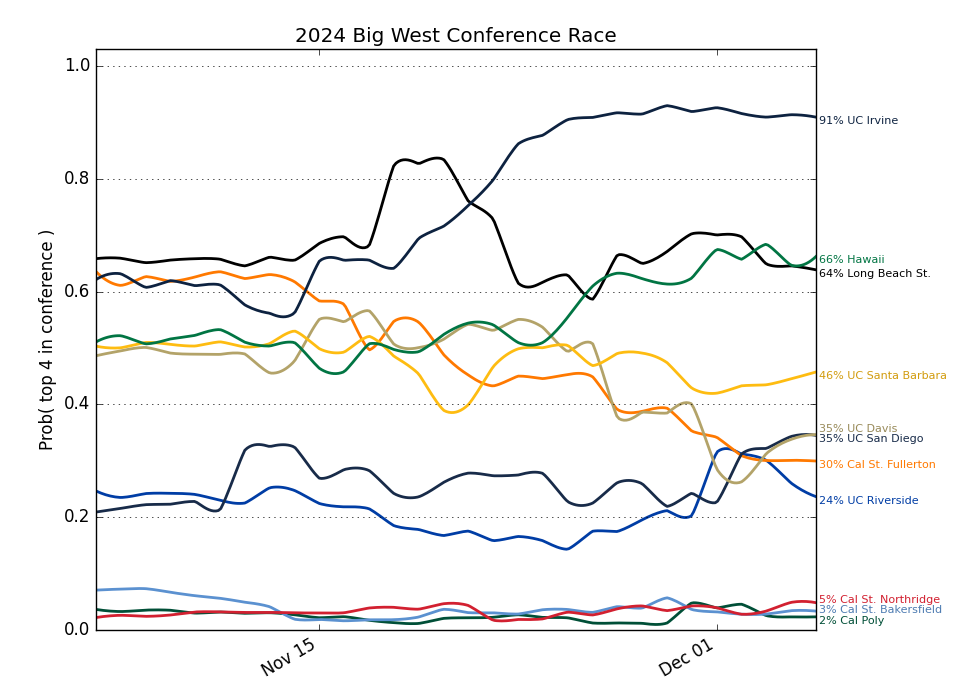 2024 Big West Conference Race
Prob( top 4 in conference )
1.0
0.8
0.6
0.4
0.2
0.0
Nov 15
Dec 01
91% UC Irvine
66% Hawaii
64% Long Beach St.
46% UC Santa Barbara
35% UC Davis
35% UC San Diego
30% Cal St. Fullerton
24% UC Riverside
5% Cal St. Northridge
3% Cal St. Bakersfield
2% Cal Poly